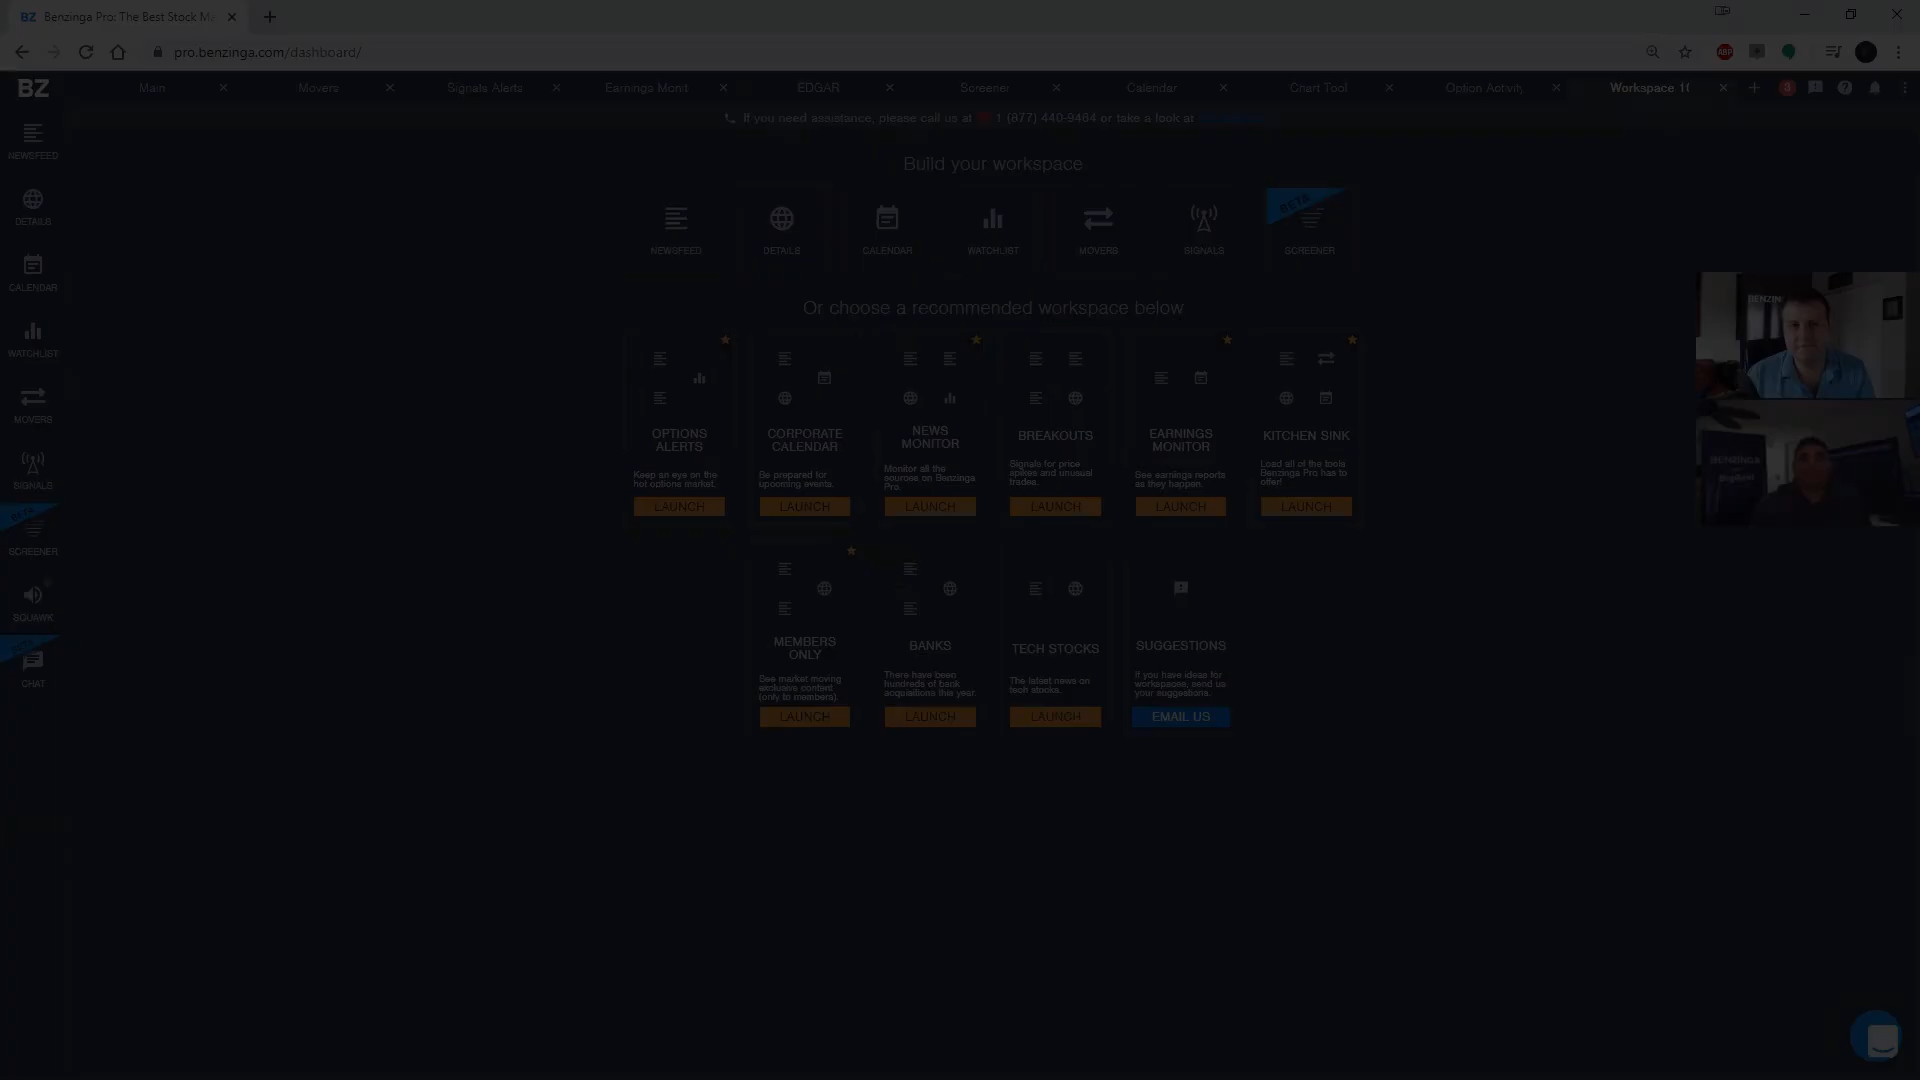 BZ Benzinga Pro: The Best Stock Ma
pro.benzinga.com/dashboard/
BZ
Main
Movers
Signals Alerts
Earnings Monit
EDGAR
Screener
Calendar
Chart Tool
Option Activity
Workspace 1
3
If you need assistance, please call us at 1 (877) 440-9464 or take a look at
NEWSFEED
DETAILS
CALENDAR
WATCHLIST
MOVERS
SIGNALS
BETA
SCREENER
SQUAWK
CHAT
Build your workspace
NEWSFEED
DETAILS
CALENDAR
WATCHLIST
MOVERS
SIGNALS
BETA
SCREENER
Or choose a recommended workspace below
OPTIONS
ALERTS
Keep an eye on the
hot options market.
LAUNCH
CORPORATE
CALENDAR
Be prepared for
upcoming events.
LAUNCH
NEWS
MONITOR
Monitor all the
sources on Benzinga
Pro.
LAUNCH
BREAKOUTS
Signals for price
spikes and unusual
trades.
LAUNCH
EARNINGS
MONITOR
See earnings reports
as they happen.
LAUNCH
KITCHEN SINK
Load all of the tools
Benzinga Pro has to
offer!
LAUNCH
MEMBERS
ONLY
See market moving
exclusive content
(only to members).
LAUNCH
BANKS
There have been
hundreds of bank
acquisitions this year.
LAUNCH
TECH STOCKS
The latest news on
tech stocks.
LAUNCH
SUGGESTIONS
If you have ideas for
workspaces, send us
your suggestions.
EMAIL US
BENZIN
BENZINGA
ABP